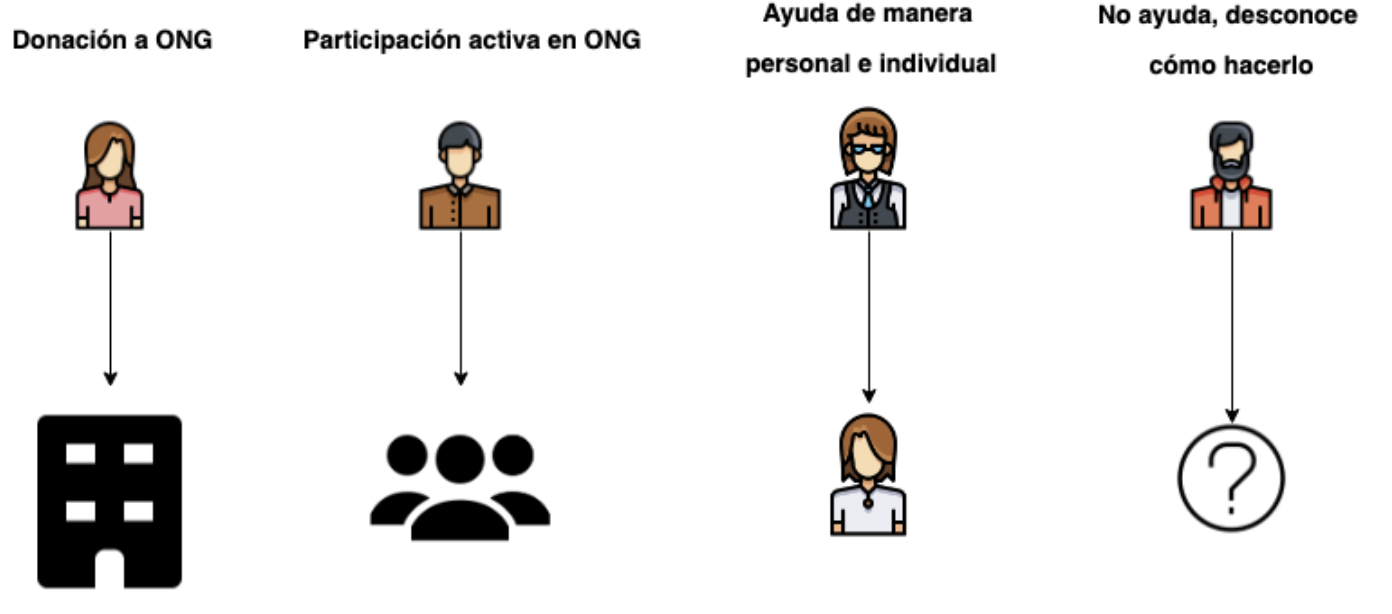 Donación a ONG
Participación activa en ONG
Ayuda de manera
personal e individual
No ayuda, desconoce
cómo hacerlo
?